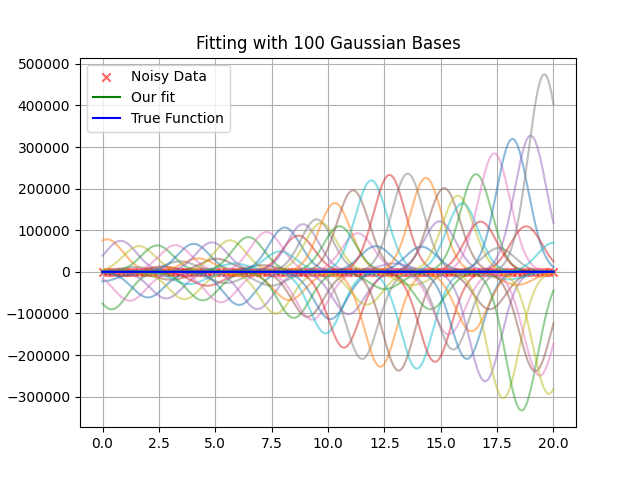 Fitting with 100 Gaussian Bases
500000
400000
300000
200000
100000
0
−100000
−200000
−300000
Noisy Data
Our fit
True Function
0.0 2.5 5.0 7.5 10.0 12.5 15.0 17.5 20.0